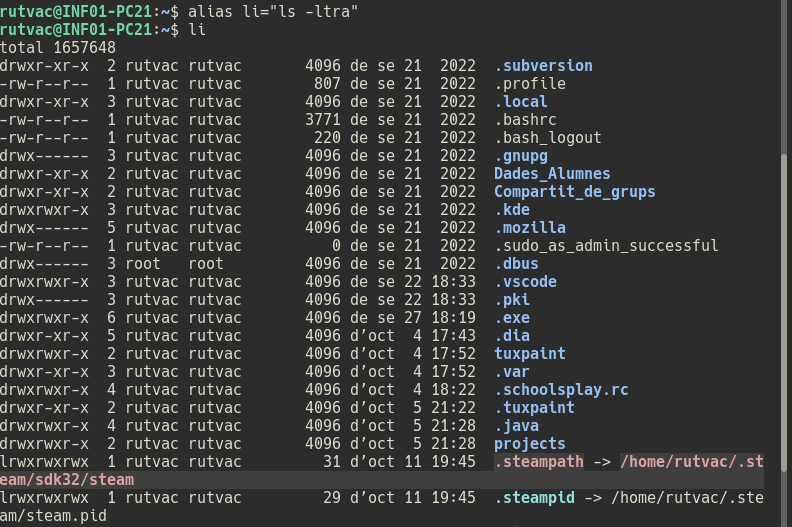 rutvac@INF01-PC21:~$ alias li="ls -ltra"
rutvac@INF01-PC21:~$ li
total 1657648
drwxr-xr-x  2 rutvac rutvac       4096 de se 21  2022  .subversion
-rw-r--r--  1 rutvac rutvac        807 de se 21  2022  .profile
drwxr-xr-x  3 rutvac rutvac       4096 de se 21  2022  .local
-rw-r--r--  1 rutvac rutvac       3771 de se 21  2022  .bashrc
-rw-r--r--  1 rutvac rutvac        220 de se 21  2022  .bash_logout
drwx------  3 rutvac rutvac       4096 de se 21  2022  .gnupg
drwxr-xr-x  2 rutvac rutvac       4096 de se 21  2022  Dades_Alumnes
drwxr-xr-x  2 rutvac rutvac       4096 de se 21  2022  Compartit_de_grups
drwxrwxr-x  3 rutvac rutvac       4096 de se 21  2022  .kde
drwx------  5 rutvac rutvac       4096 de se 21  2022  .mozilla
-rw-r--r--  1 rutvac rutvac          0 de se 21  2022  .sudo_as_admin_successful
drwx------  3 root   root         4096 de se 21  2022  .dbus
drwxrwxr-x  3 rutvac rutvac       4096 de se 22 18:33  .vscode
drwx------  3 rutvac rutvac       4096 de se 22 18:33  .pki
drwxrwxr-x  6 rutvac rutvac       4096 de se 27 18:19  .exe
drwxr-xr-x  5 rutvac rutvac       4096 d’oct  4 17:43  .dia
drwxrwxr-x  2 rutvac rutvac       4096 d’oct  4 17:52  tuxpaint
drwxr-xr-x  3 rutvac rutvac       4096 d’oct  4 17:52  .var
drwxrwxr-x  4 rutvac rutvac       4096 d’oct  4 18:22  .schoolsplay.rc
drwxr-xr-x  2 rutvac rutvac       4096 d’oct  5 21:22  .tuxpaint
drwxrwxr-x  4 rutvac rutvac       4096 d’oct  5 21:28  .java
drwxrwxr-x  2 rutvac rutvac       4096 d’oct  5 21:28  projects
lrwxrwxrwx  1 rutvac rutvac         31 d’oct 11 19:45  .steampath -> /home/rutvac/.st
eam/sdk32/steam
lrwxrwxrwx  1 rutvac rutvac         29 d’oct 11 19:45  .steampid -> /home/rutvac/.ste
am/steam.pid